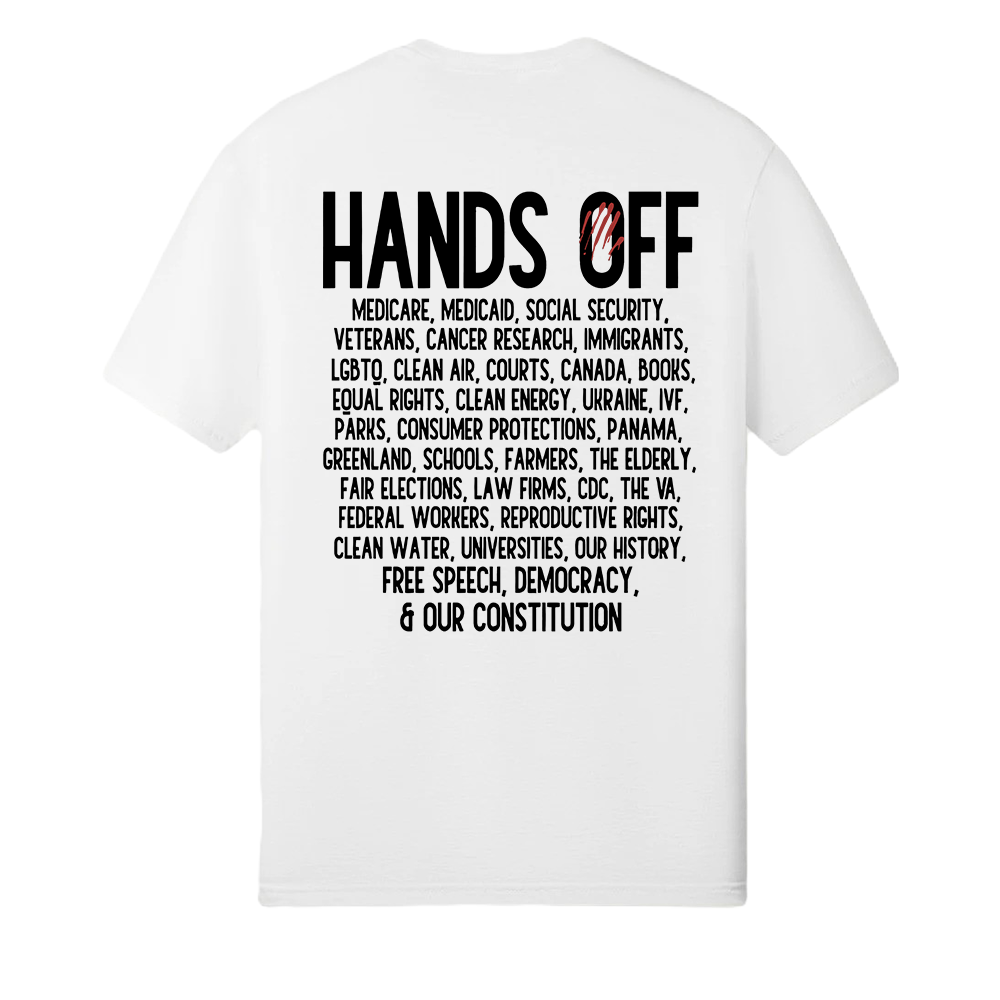 HANDS OFF
MEDICARE, MEDICAID, SOCIAL SECURITY,
VETERANS, CANCER RESEARCH, IMMIGRANTS,
LGBTQ, CLEAN AIR, COURTS, CANADA, BOOKS,
EQUAL RIGHTS, CLEAN ENERGY, UKRAINE, IVF,
PARKS, CONSUMER PROTECTIONS, PANAMA,
GREENLAND, SCHOOLS, FARMERS, THE ELDERLY,
FAIR ELECTIONS, LAW FIRMS, CDC, THE VA,
FEDERAL WORKERS, REPRODUCTIVE RIGHTS,
CLEAN WATER, UNIVERSITIES, OUR HISTORY,
FREE SPEECH, DEMOCRACY,
& OUR CONSTITUTION